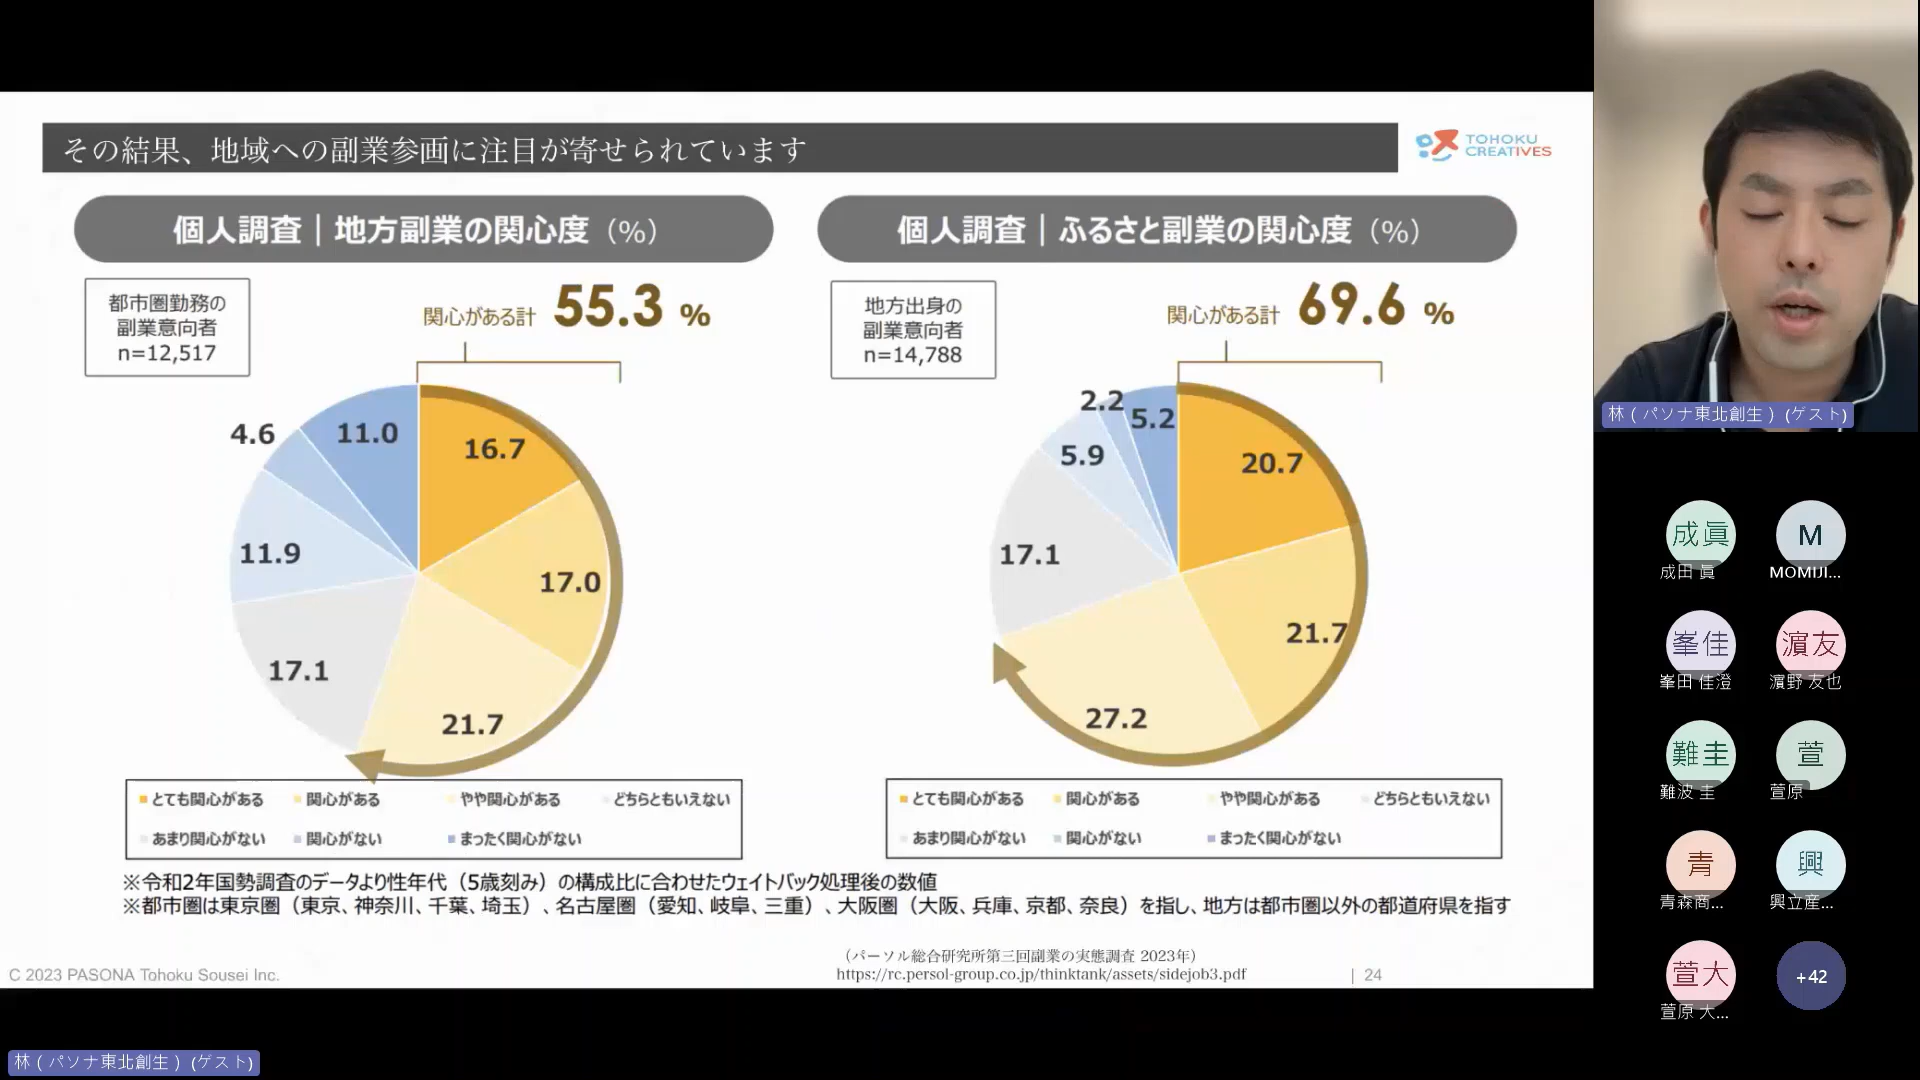 その結果、地域への副業参画に注目が寄せられています
TOHOKU
CREATIVES
個人調査｜地方副業の関心度（%）
都市圏勤務の
副業意向者
n=12,517
関心がある計 55.3 %
16.7
17.0
21.7
17.1
11.9
4.6
11.0
とても関心がある 関心がある やや関心がある どちらともいえない
あまり関心がない 関心がない まったく関心がない
個人調査｜ふるさと副業の関心度（%）
地方出身の
副業意向者
n=14,788
関心がある計 69.6 %
20.7
21.7
27.2
17.1
5.9
2.2
5.2
とても関心がある 関心がある やや関心がある どちらともいえない
あまり関心がない 関心がない まったく関心がない
※令和2年国勢調査のデータより性年代（5歳刻み）の構成比に合わせたウェイトバック処理後の数値
※都市圏は東京圏（東京、神奈川、千葉、埼玉）、名古屋圏（愛知、岐阜、三重）、大阪圏（大阪、兵庫、京都、奈良）を指し、地方は都市圏以外の都道府県を指す
（パーソル総合研究所第三回副業の実態調査 2023年）
https://rc.persol-group.co.jp/thinktank/assets/sidejob3.pdf
C 2023 PASONA Tohoku Sousei Inc.
| 24
林（パソナ東北創生）(ゲスト)
成眞
成田 眞
M
MOMIJI...
峯佳
峯田 佳澄
濵友
濵野 友也
難圭
難波 圭
萱
萱原
青
青森商...
興
興立産...
萱大
萱原 大...
+42
林（パソナ東北創生）(ゲスト)